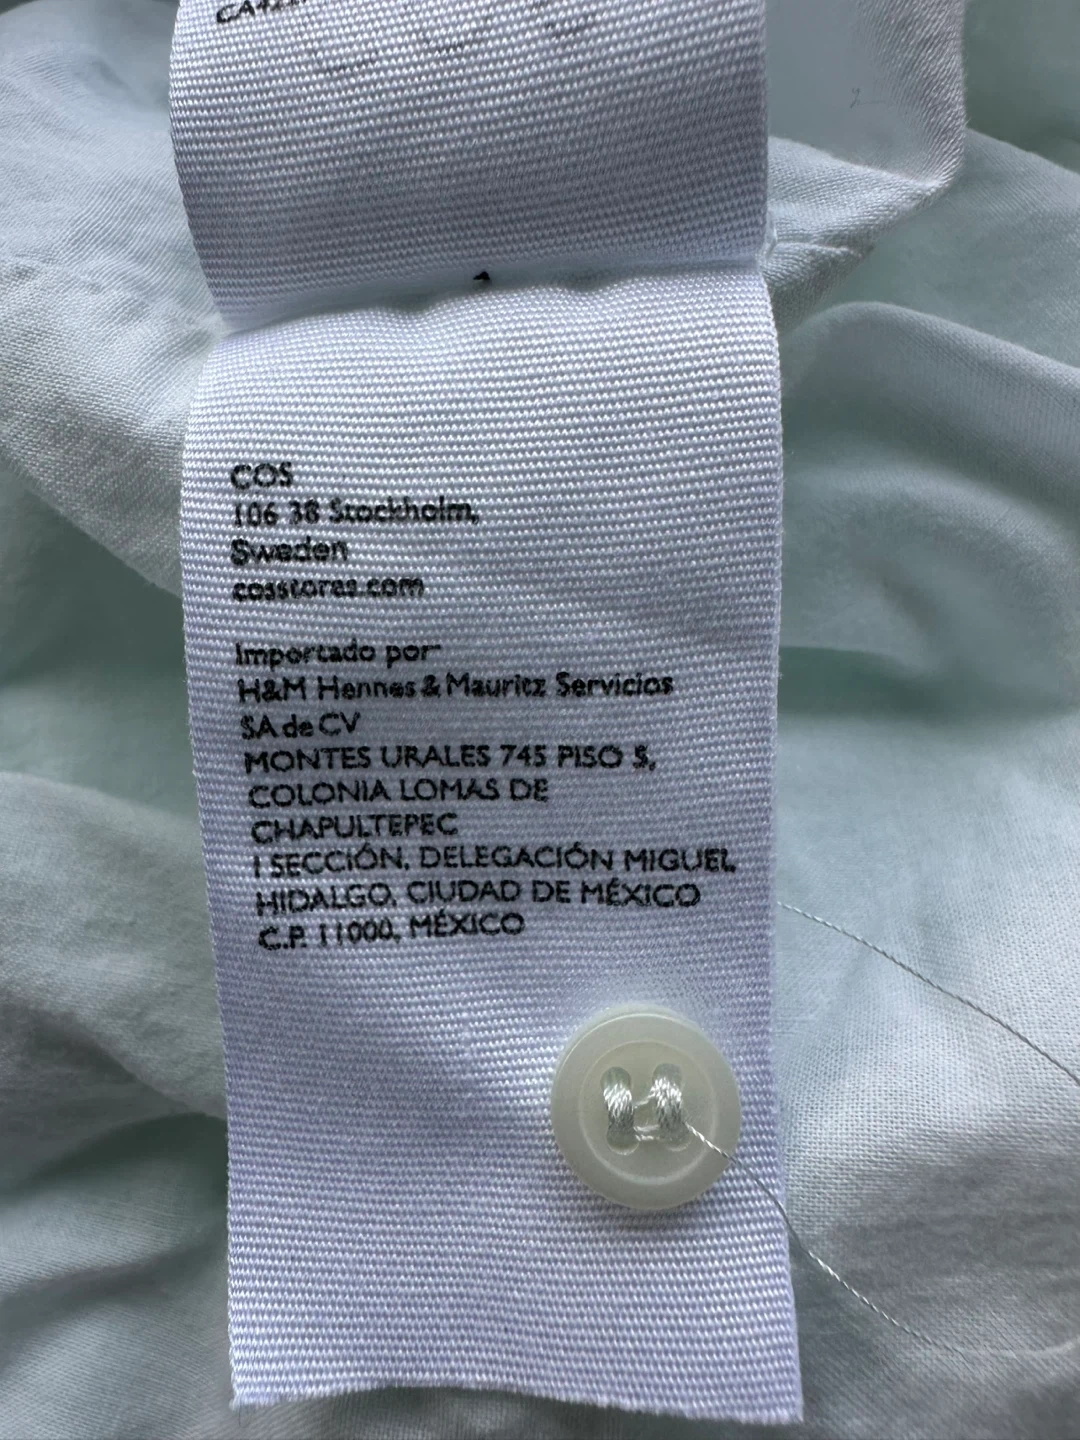 COS
106 38 Stockholm,
Sweden
cosstores.com
Importado por
H&M Hennes & Mauritz Servicios
SA de CV
MONTES URALES 745 PISO 5,
COLONIA LOMAS DE
CHAPULTEPEC
I SECCIÓN. DELEGACIÓN MIGUEL
HIDALGO, CIUDAD DE MÉXICO
C.P. 11000, MÉXICO